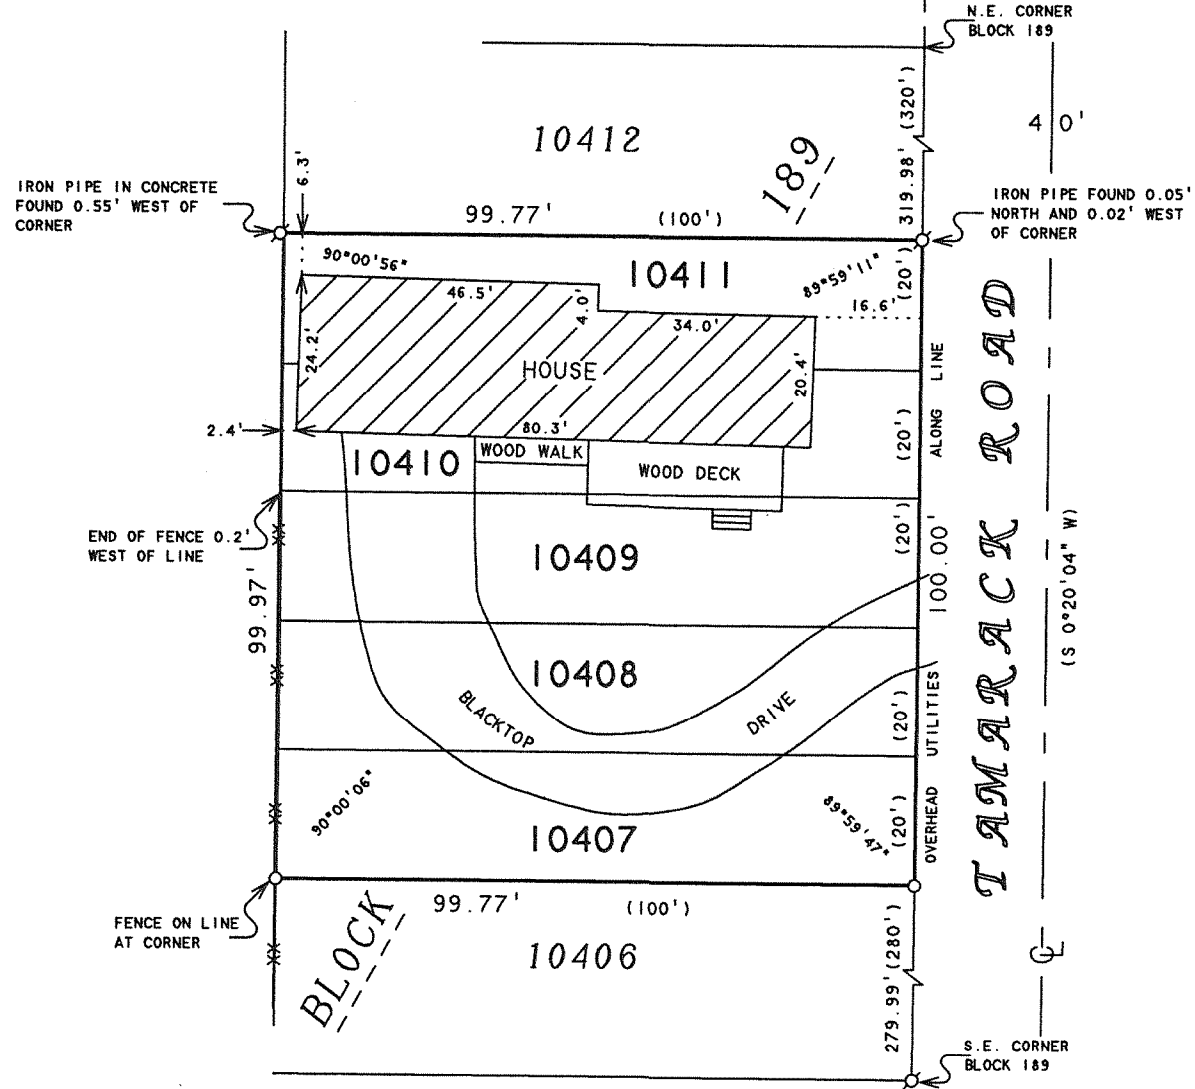 N.E. CORNER
BLOCK 189
(320')
319.98'
40'
10412
189
6.3'
IRON PIPE IN CONCRETE
FOUND 0.55' WEST OF
CORNER
99.77'
(100')
IRON PIPE FOUND 0.05'
NORTH AND 0.02' WEST
OF CORNER
90°00'56"
10411
89°59'11"
(20')
46.5'
4.0'
34.0'
16.6'
24.2'
HOUSE
20.4'
ALONG LINE
2.4'
80.3'
(20')
10410
WOOD WALK
WOOD DECK
TAMARACK ROAD
END OF FENCE 0.2'
WEST OF LINE
(20')
10409
100.00'
(S 0°20'04" W)
99.97'
10408
BLACKTOP
DRIVE
(20')
OVERHEAD UTILITIES
90°00'06"
89°59'47"
(20')
10407
99.77'
(100')
FENCE ON LINE
AT CORNER
BLOCK
10406
(280')
279.99'
℄
S.E. CORNER
BLOCK 189